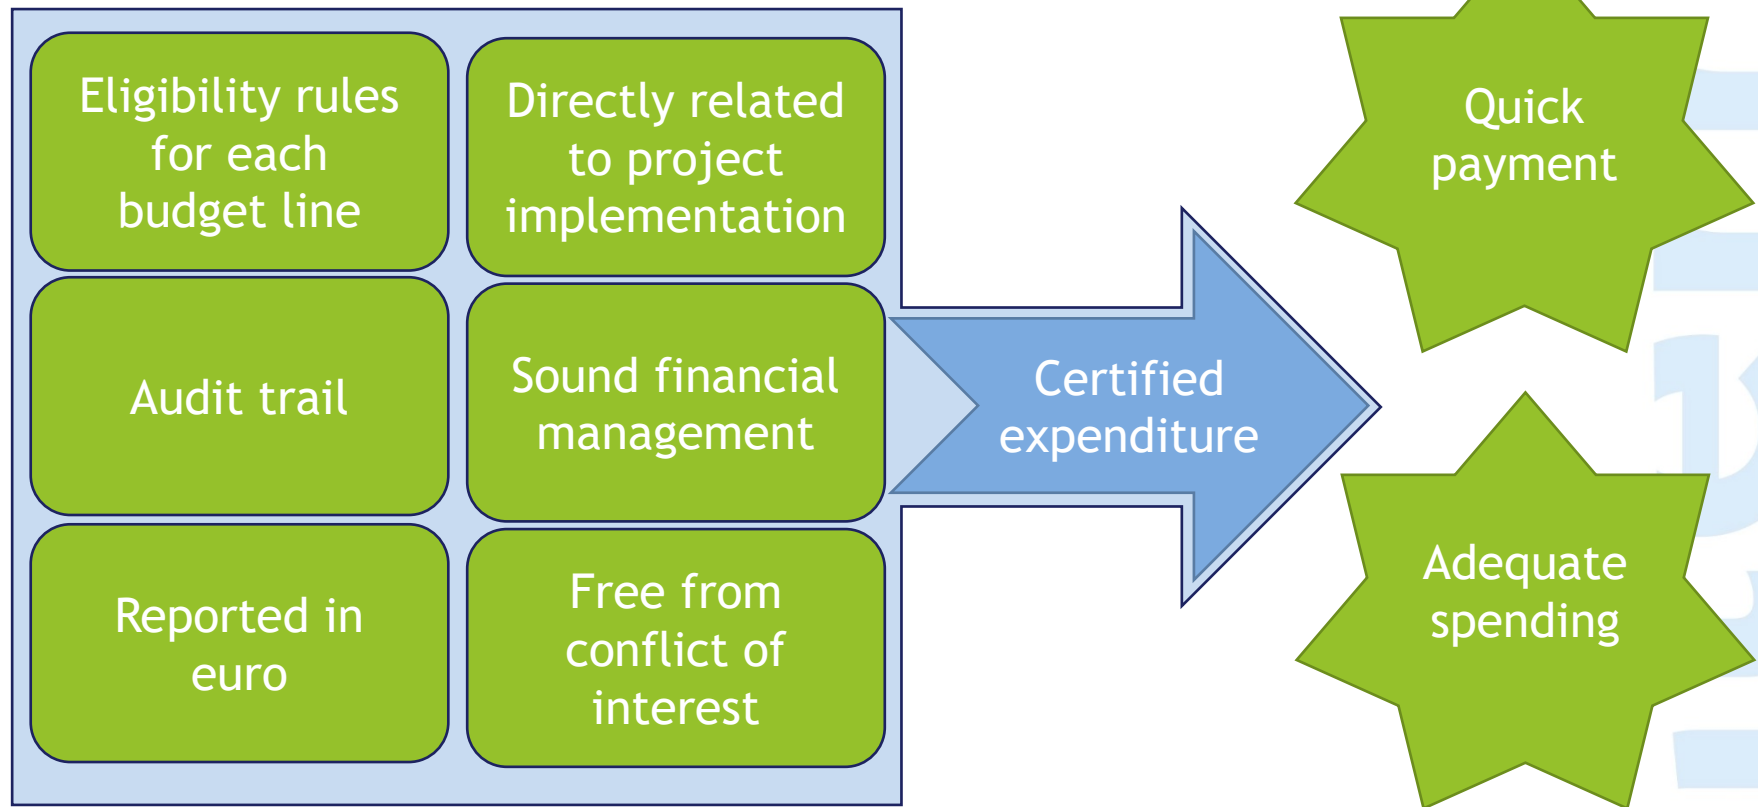 Eligibility rules
for each
budget line
Directly related
to project
implementation
Audit trail
Sound financial
management
Reported in
euro
Free from
conflict of
interest
Certified
expenditure
Quick
payment
Adequate
spending